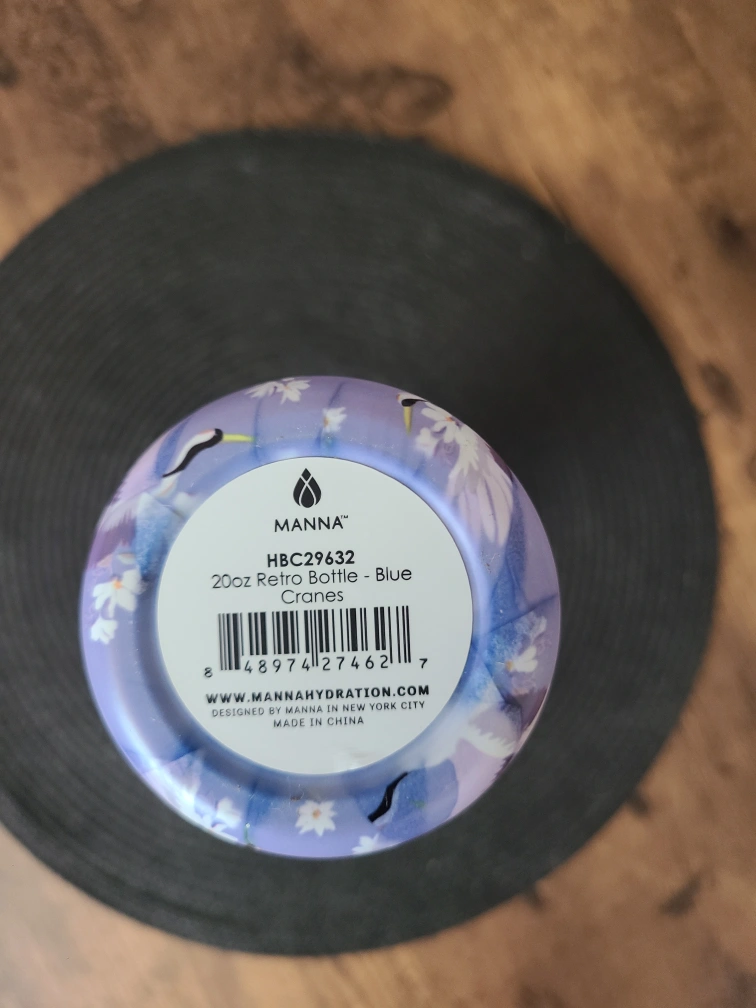 MANNA™
HBC29632
20oz Retro Bottle - Blue
Cranes
8 48974 27462 7
WWW.MANNAHYDRATION.COM
DESIGNED BY MANNA IN NEW YORK CITY
MADE IN CHINA